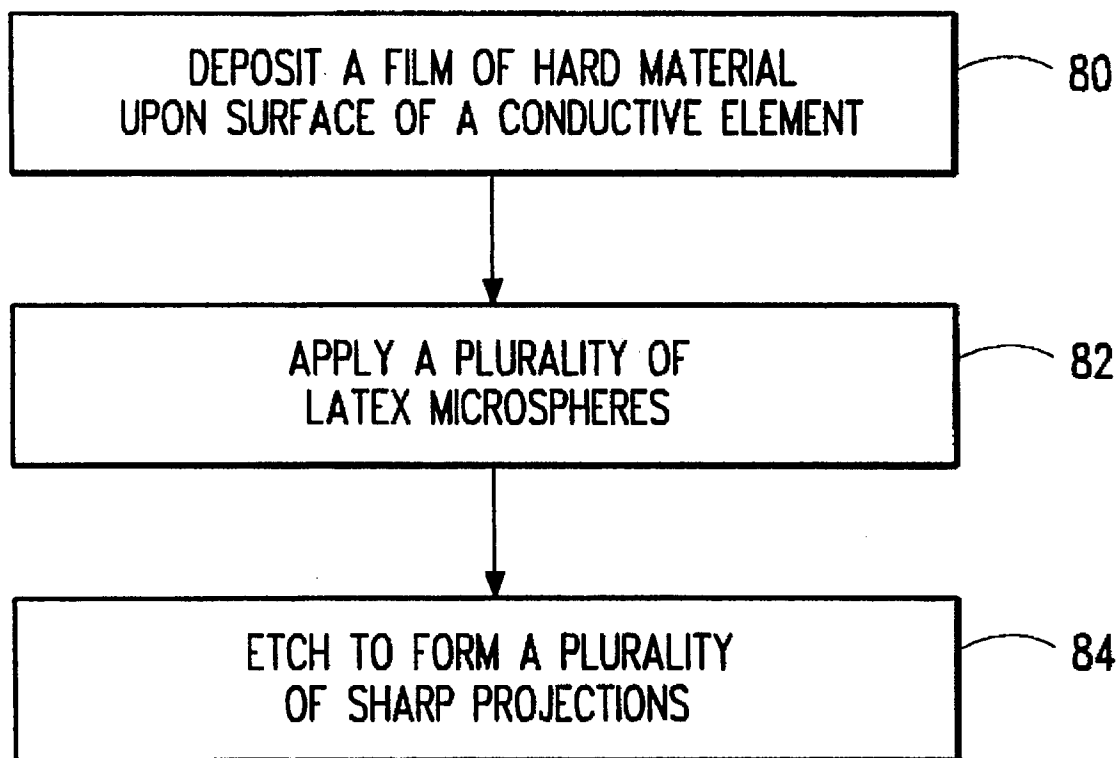 DEPOSIT A FILM OF HARD MATERIAL
UPON SURFACE OF A CONDUCTIVE ELEMENT
80
APPLY A PLURALITY OF
LATEX MICROSPHERES
82
ETCH TO FORM A PLURALITY
OF SHARP PROJECTIONS
84